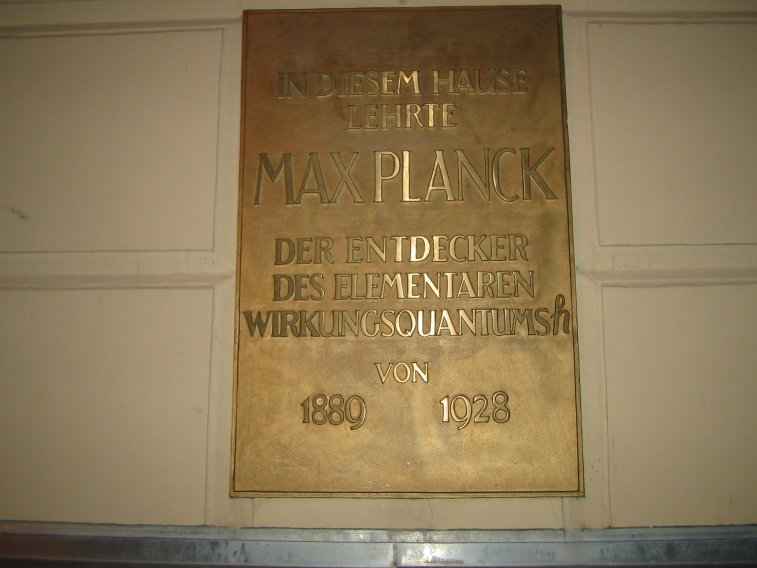 IN DIESEM HAUSE
LEHRTE
MAX PLANCK
DER ENTDECKER
DES ELEMENTAREN
WIRKUNGSQUANTUMS h
VON
1889 1928